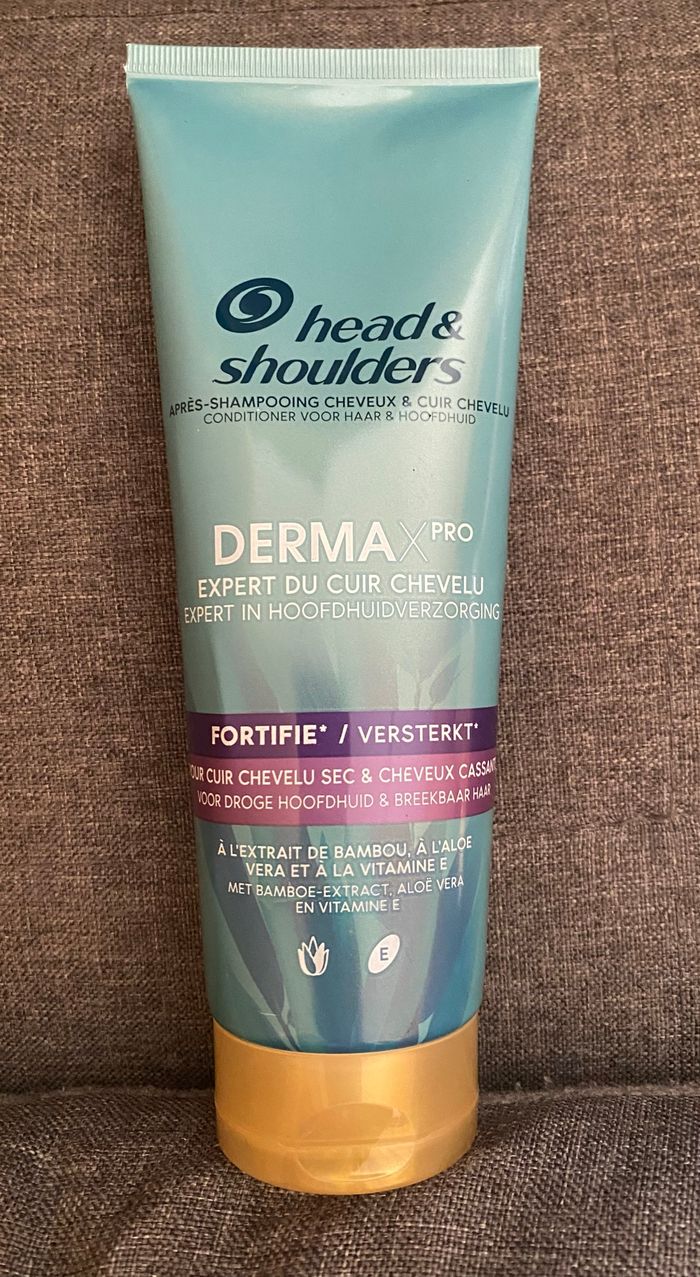 head &
shoulders
APRÈS-SHAMPOOING CHEVEUX & CUIR CHEVELU
CONDITIONER VOOR HAAR & HOOFDHUID
DERMAXPRO
EXPERT DU CUIR CHEVELU
EXPERT IN HOOFDHUIDVERZORGING
FORTIFIE* / VERSTERKT*
CUIR CHEVELU SEC & CHEVEUX
VOOR DROGE HOOFDHUID & BREEKBAAR HAAR
À L'EXTRAIT DE BAMBOU, À L'ALOE
VERA ET À LA VITAMINE E
MET BAMBOE-EXTRACT, ALOË VERA
EN VITAMINE E
E